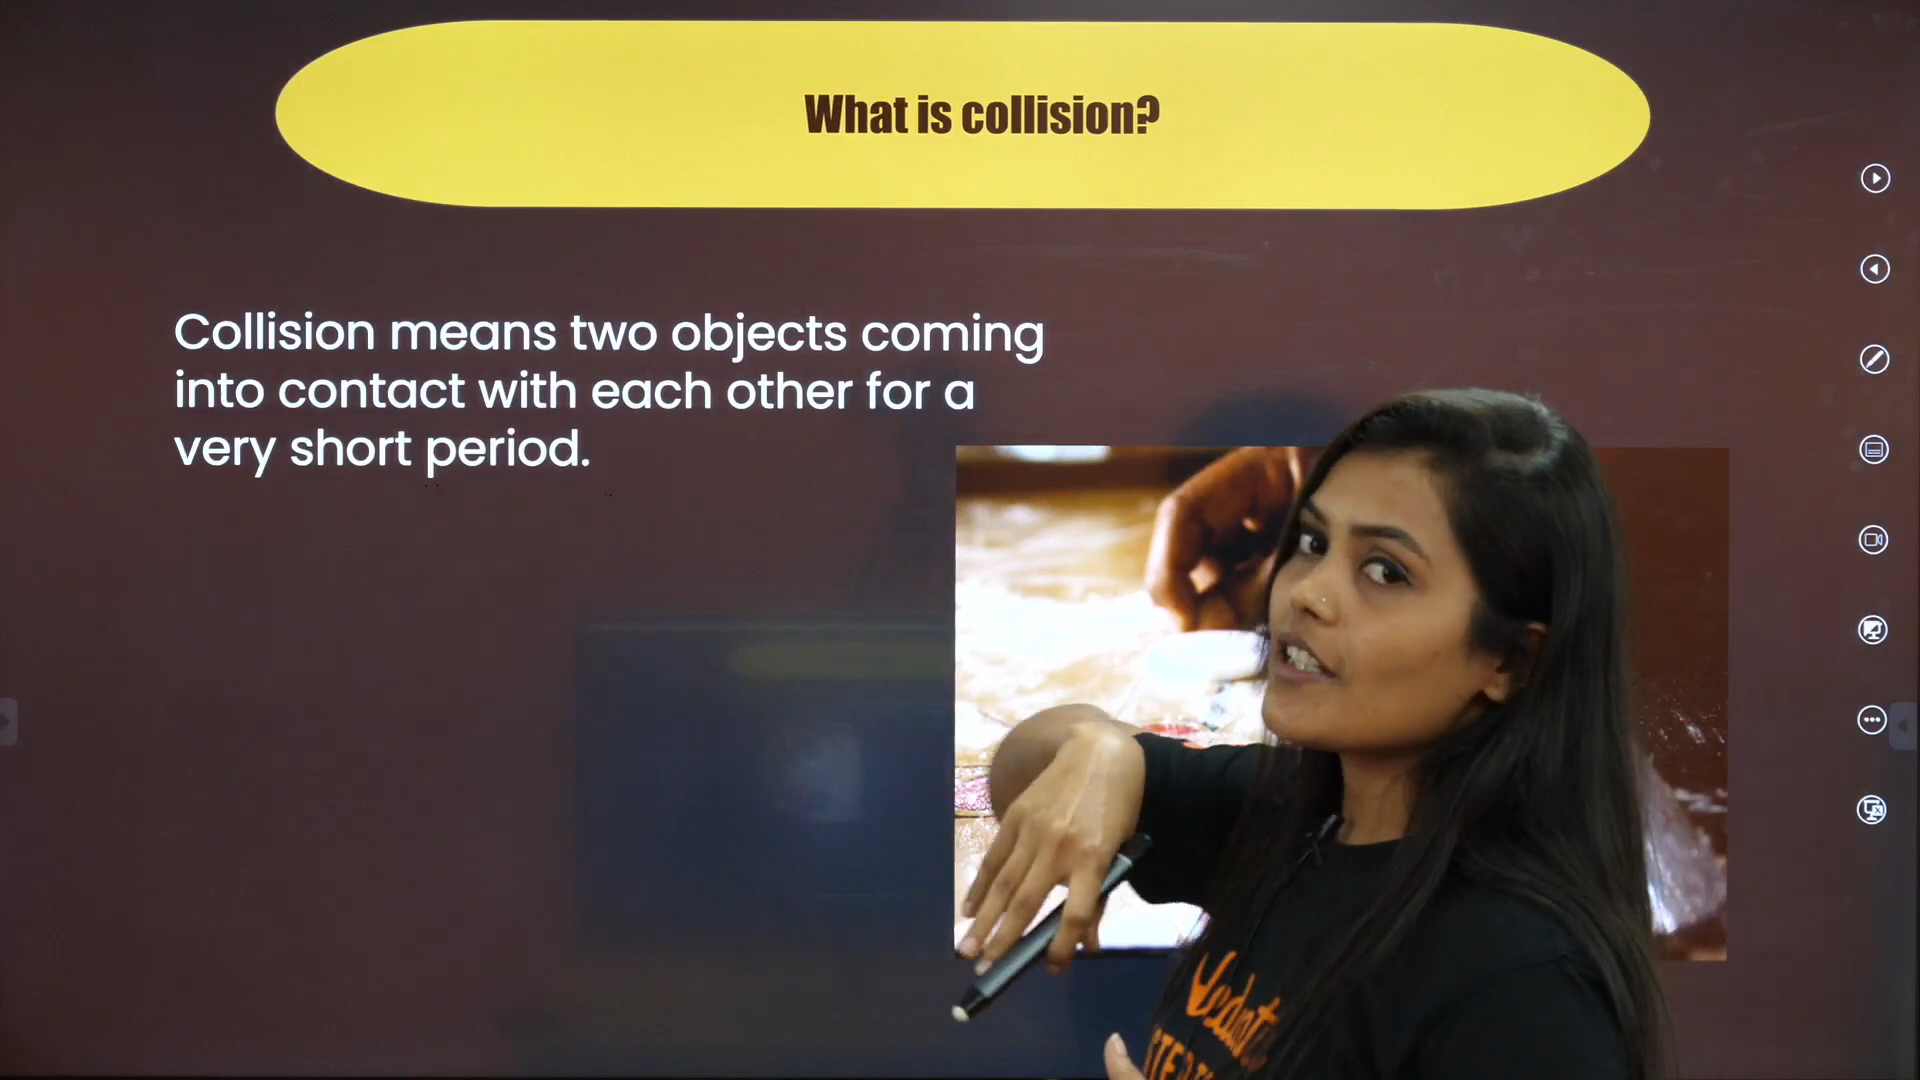 What is collision?
Collision means two objects coming
into contact with each other for a
very short period.